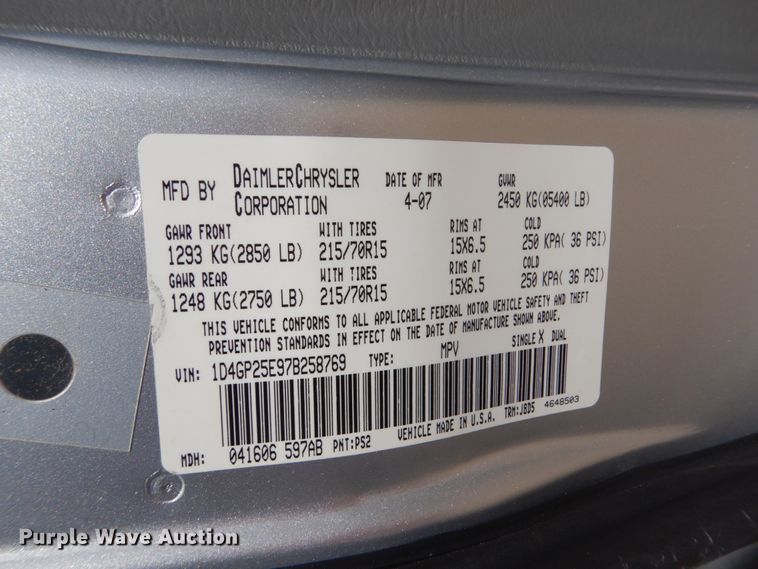 MFD BY DAIMLERCHRYSLER CORPORATION DATE OF MFR 4-07 GVWR 2450 KG(05400 LB)
GAWR FRONT WITH TIRES RIMS AT COLD
1293 KG(2850 LB) 215/70R15 15X6.5 250 KPA( 36 PSI)
GAWR REAR WITH TIRES RIMS AT COLD
1248 KG(2750 LB) 215/70R15 15X6.5 250 KPA( 36 PSI)
THIS VEHICLE CONFORMS TO ALL APPLICABLE FEDERAL MOTOR VEHICLE SAFETY AND THEFT
PREVENTION STANDARDS IN EFFECT ON THE DATE OF MANUFACTURE SHOWN ABOVE.
VIN: 1D4GP25E97B258769 TYPE: MPV SINGLE X DUAL
MDH: 041606 597AB PNT:PS2 VEHICLE MADE IN U.S.A. TRM:J8D5 4648503
Purple Wave Auction